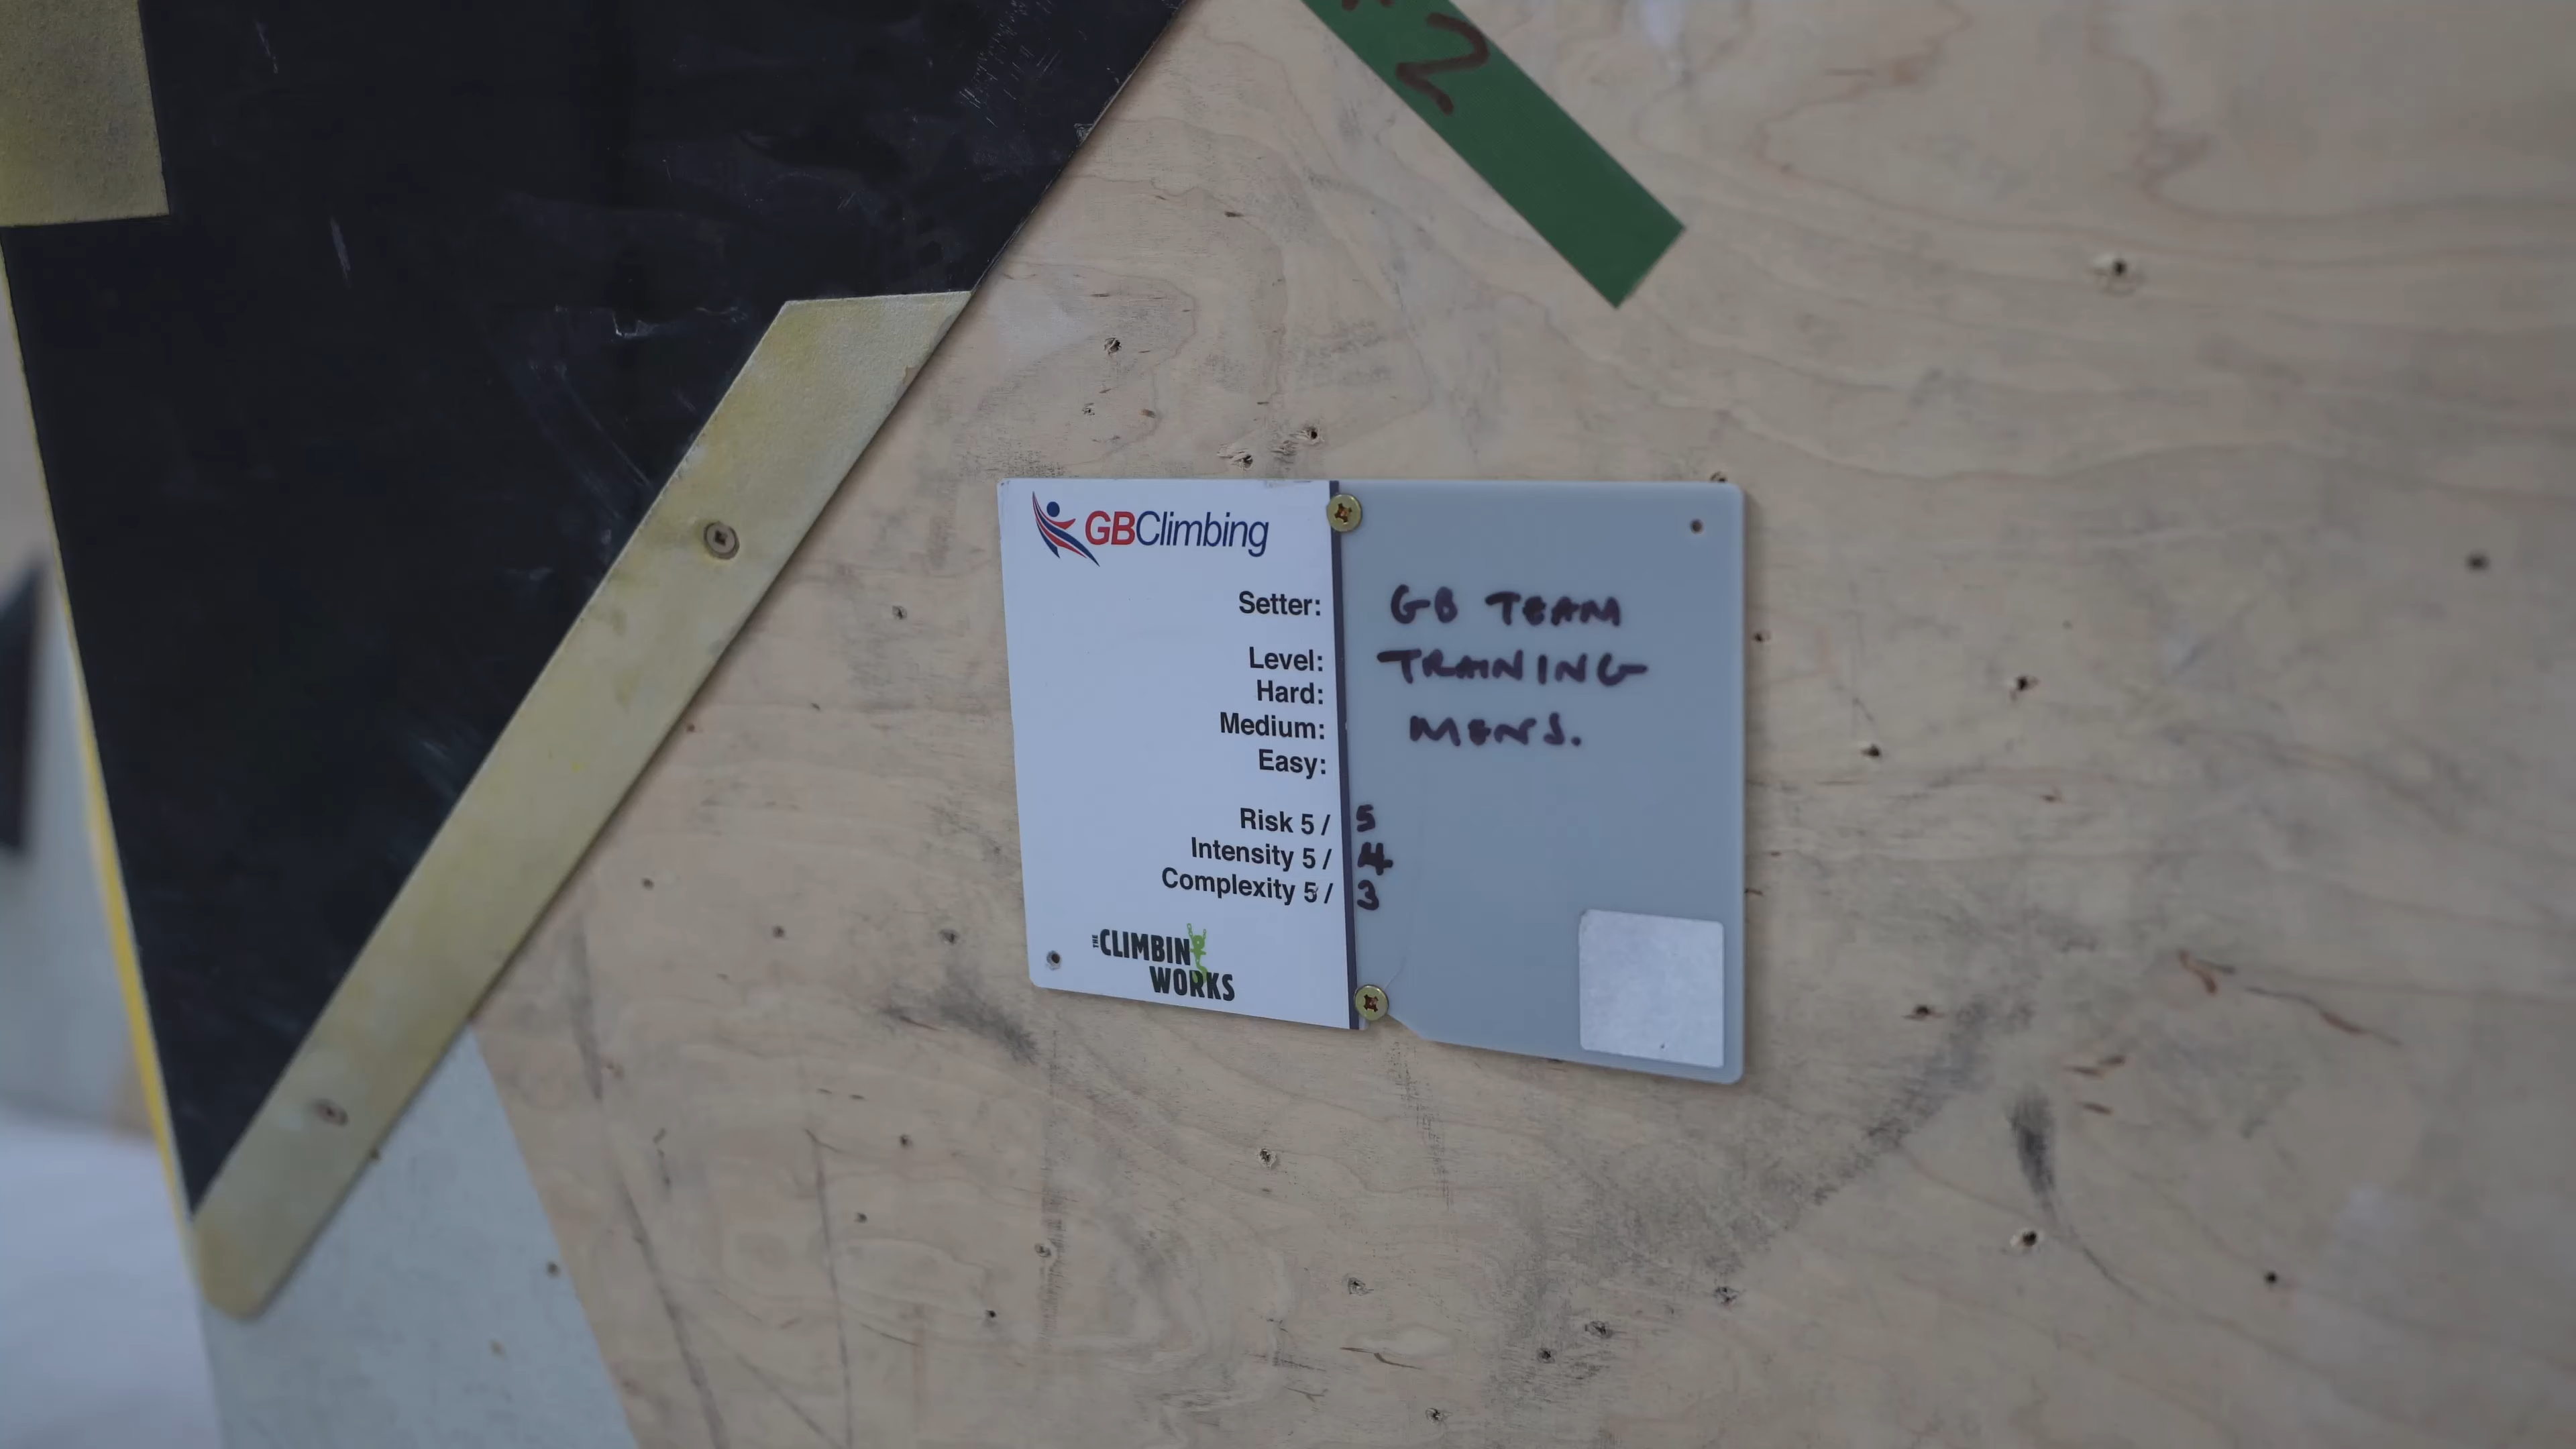 2
GBClimbing
Setter: GB TEAM
Level: TRAINING
Hard:
Medium: MENS.
Easy:
Risk 5 / 5
Intensity 5 / 4
Complexity 5 / 3
THE CLIMBING
WORKS